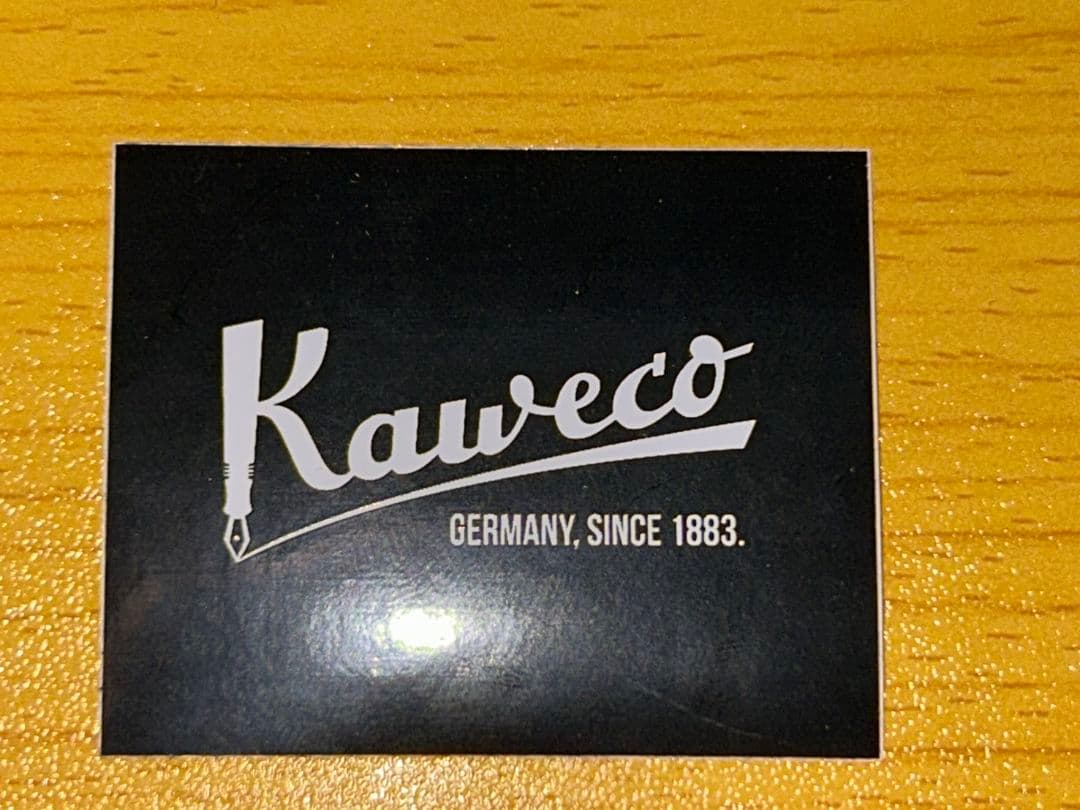 Kaweco
GERMANY, SINCE 1883.